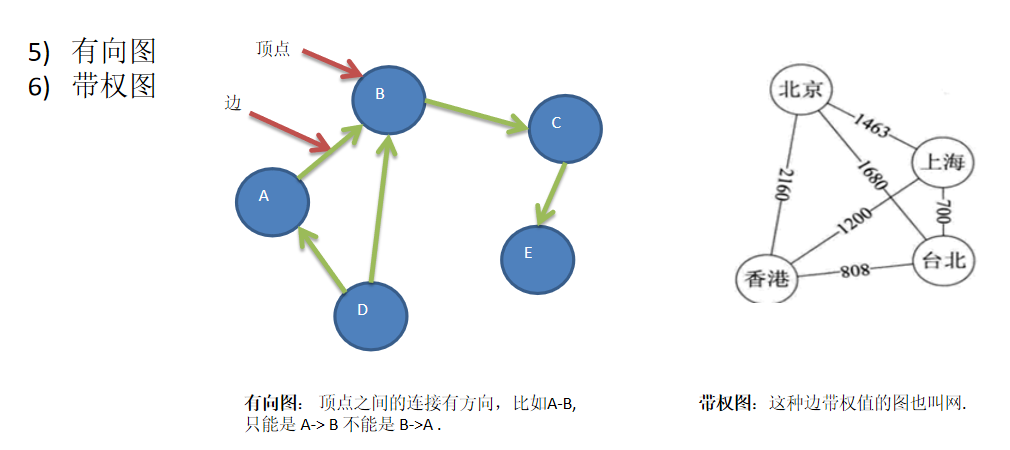 5) 有向图
6) 带权图
顶点
边
B
C
A
E
D
北京
1463
上海
2160
1680
1200
700
香港
808
台北
有向图： 顶点之间的连接有方向，比如A-B,
只能是 A-> B 不能是 B->A .
带权图：这种边带权值的图也叫网.